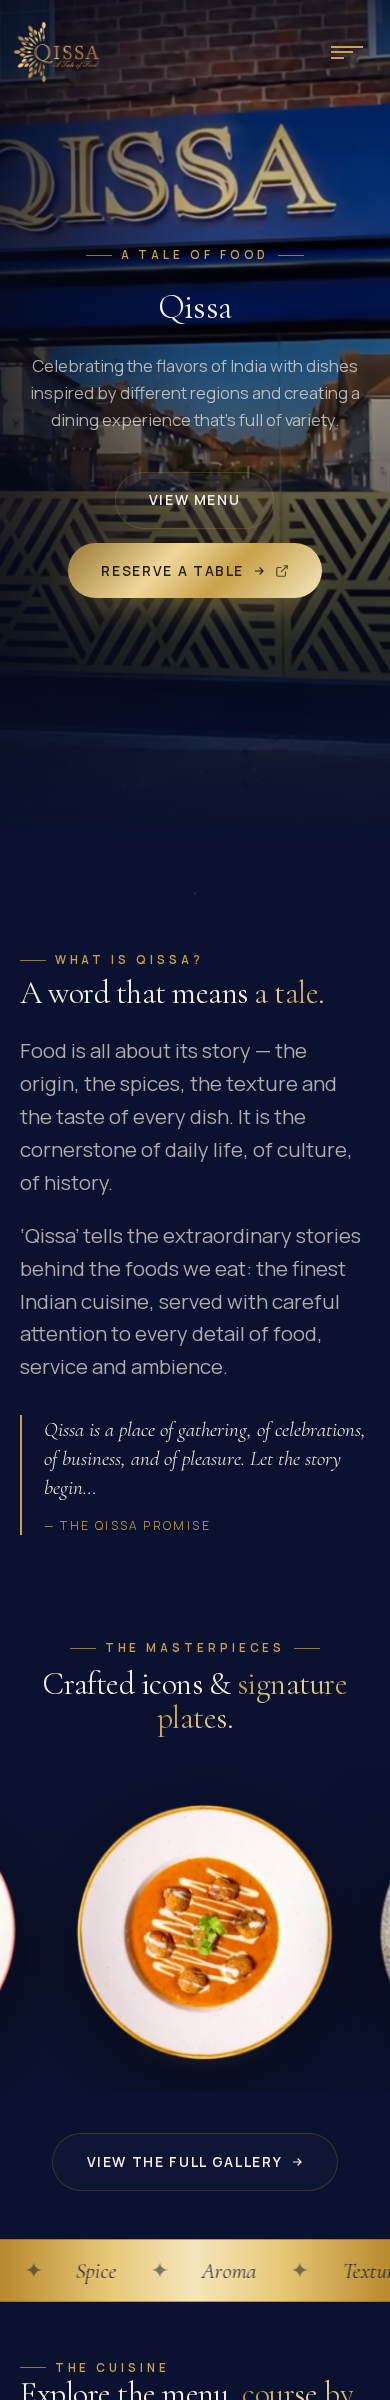 QISSA
A Tale of Food
QISSA
A TALE OF FOOD
Qissa
Celebrating the flavors of India with dishes
inspired by different regions and creating a
dining experience that's full of variety.
VIEW MENU
RESERVE A TABLE →
WHAT IS QISSA?
A word that means a tale.
Food is all about its story — the
origin, the spices, the texture and
the taste of every dish. It is the
cornerstone of daily life, of culture,
of history.
‘Qissa’ tells the extraordinary stories
behind the foods we eat: the finest
Indian cuisine, served with careful
attention to every detail of food,
service and ambience.
Qissa is a place of gathering, of celebrations,
of business, and of pleasure. Let the story
begin...
— THE QISSA PROMISE
THE MASTERPIECES
Crafted icons & signature
plates.
VIEW THE FULL GALLERY →
✦ Spice ✦ Aroma ✦ Textur
THE CUISINE
Explore the menu, course by